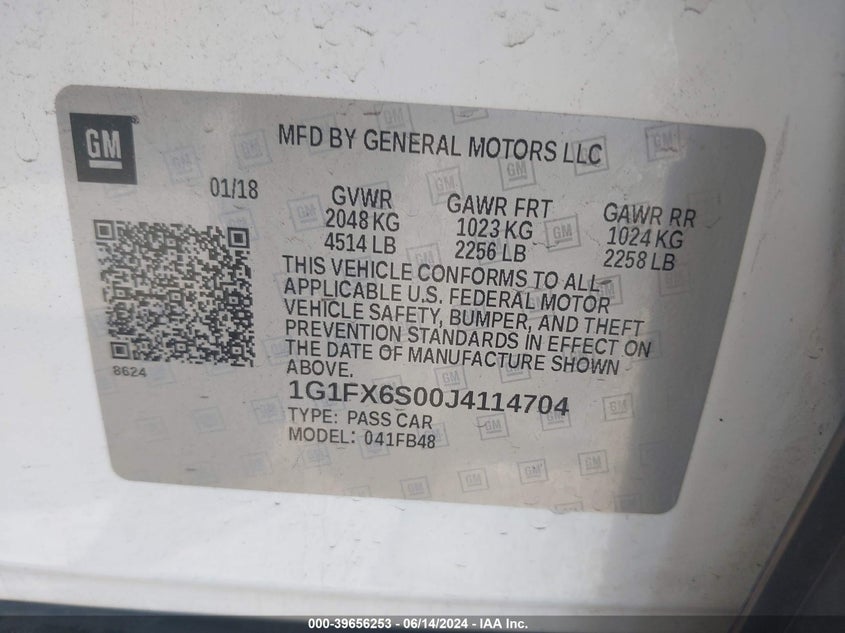 GM
MFD BY GENERAL MOTORS LLC
01/18
GVWR
2048 KG
4514 LB
GAWR FRT
1023 KG
2256 LB
GAWR RR
1024 KG
2258 LB
THIS VEHICLE CONFORMS TO ALL
APPLICABLE U.S. FEDERAL MOTOR
VEHICLE SAFETY, BUMPER, AND THEFT
PREVENTION STANDARDS IN EFFECT ON
THE DATE OF MANUFACTURE SHOWN
ABOVE.
8624
1G1FX6S00J4114704
TYPE: PASS CAR
MODEL: 041FB48
000-39656253 - 06/14/2024 - IAA Inc.